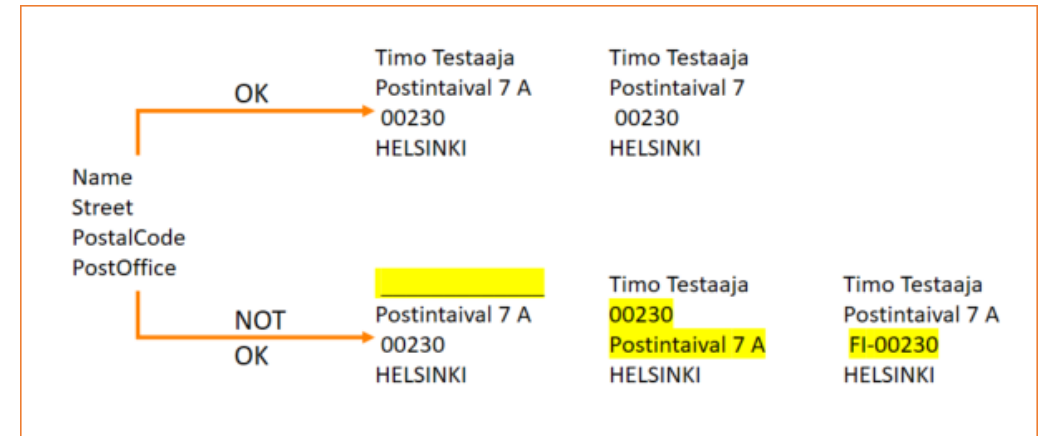 Timo Testaaja
Postintaival 7 A
00230
HELSINKI
Timo Testaaja
Postintaival 7
00230
HELSINKI
OK
Name
Street
PostalCode
PostOffice
NOT
OK
Postintaival 7 A
00230
HELSINKI
Timo Testaaja
00230
Postintaival 7 A
HELSINKI
Timo Testaaja
Postintaival 7 A
FI-00230
HELSINKI